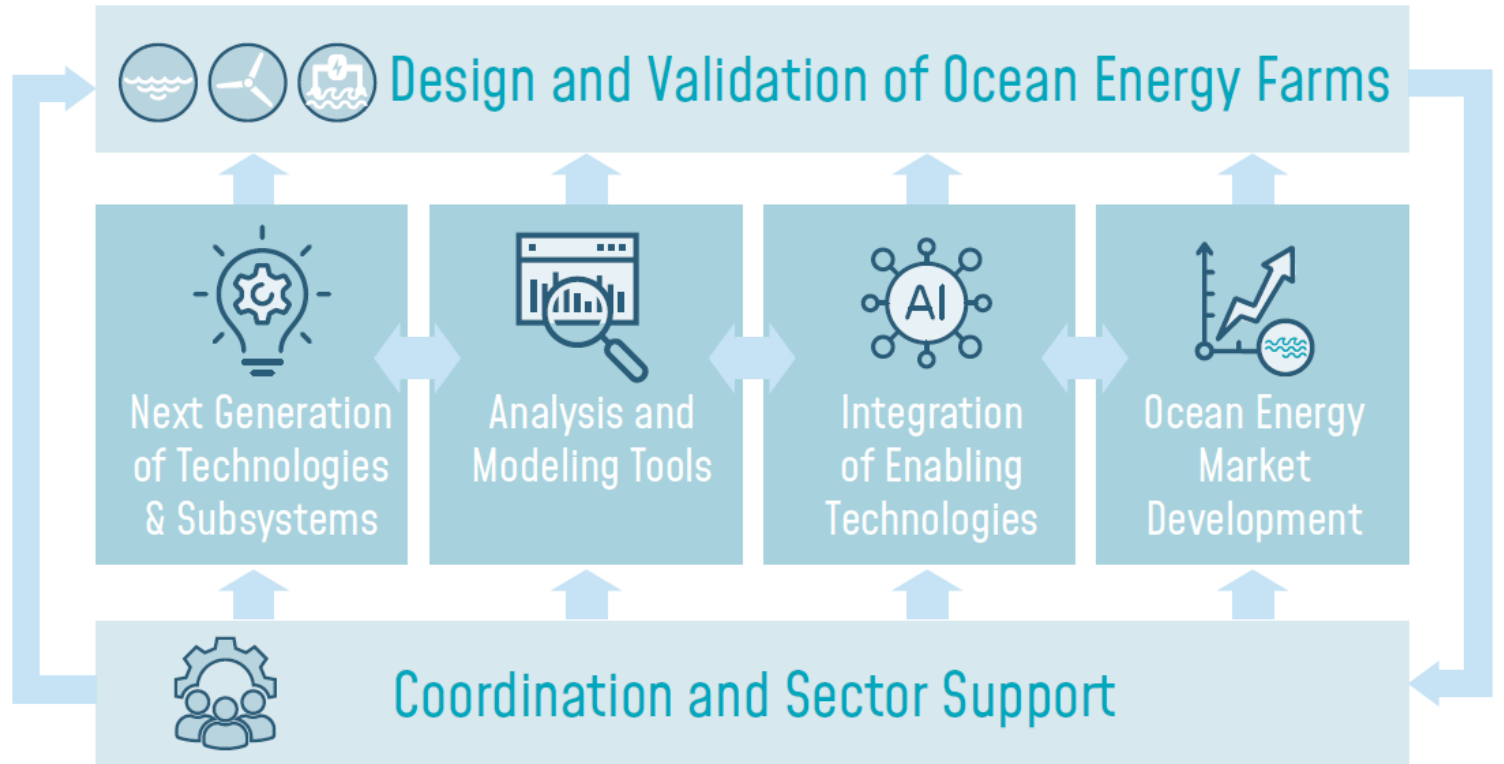 Design and Validation of Ocean Energy Farms
Next Generation
of Technologies
& Subsystems
Analysis and
Modeling Tools
AI
Integration
of Enabling
Technologies
Ocean Energy
Market
Development
Coordination and Sector Support